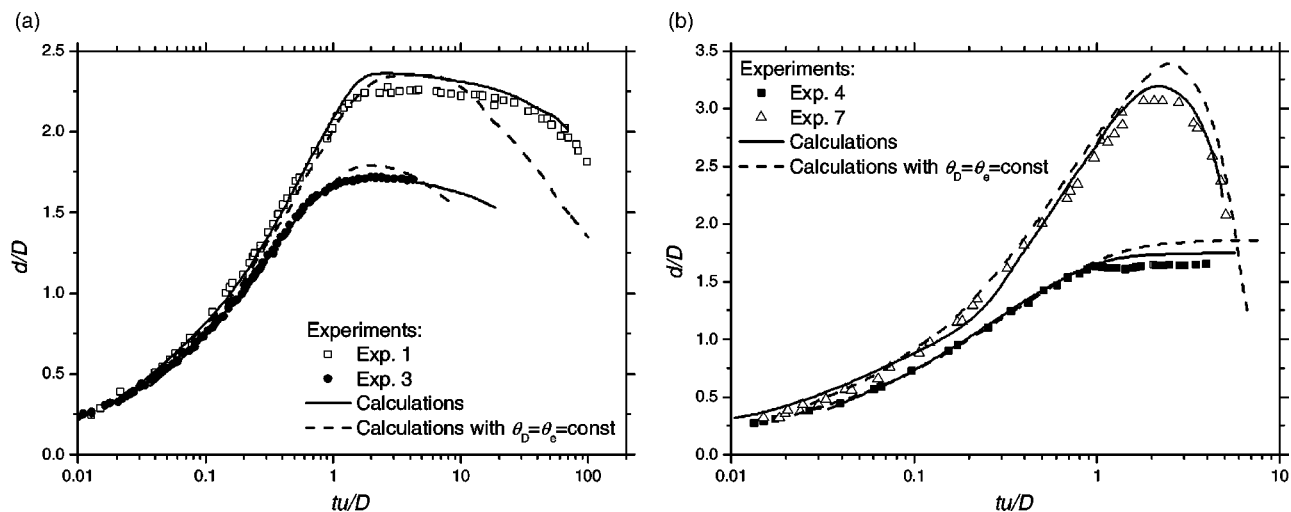 (a)
2.5
2.0
1.5
1.0
0.5
0.0
d/D
0.01
0.1
1
10
100
tu/D
Experiments:
Exp. 1
Exp. 3
Calculations
Calculations with θD=θe=const
(b)
3.5
3.0
2.5
2.0
1.5
1.0
0.5
0.0
d/D
0.01
0.1
1
10
tu/D
Experiments:
Exp. 4
Exp. 7
Calculations
Calculations with θD=θe=const